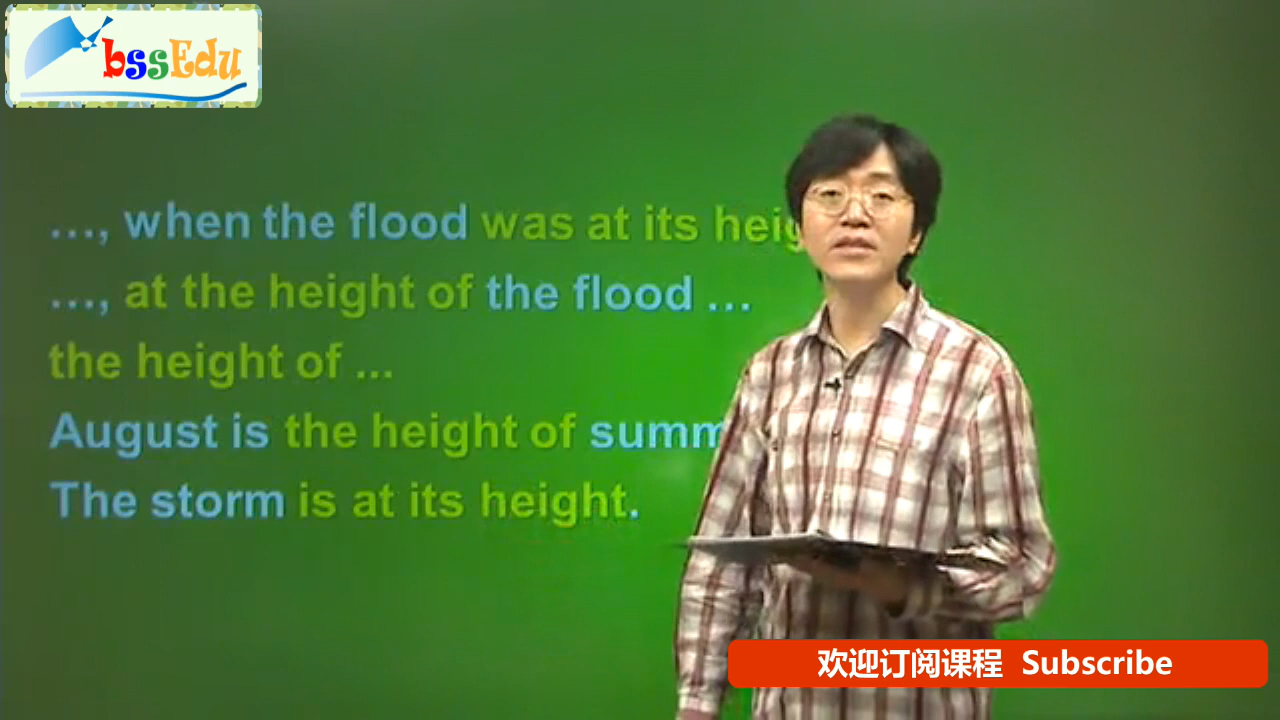 bssEdu
…, when the flood was at its
…, at the height of the flood …
the height of ...
August is the height of
The storm is at its height.
欢迎订阅课程 Subscribe